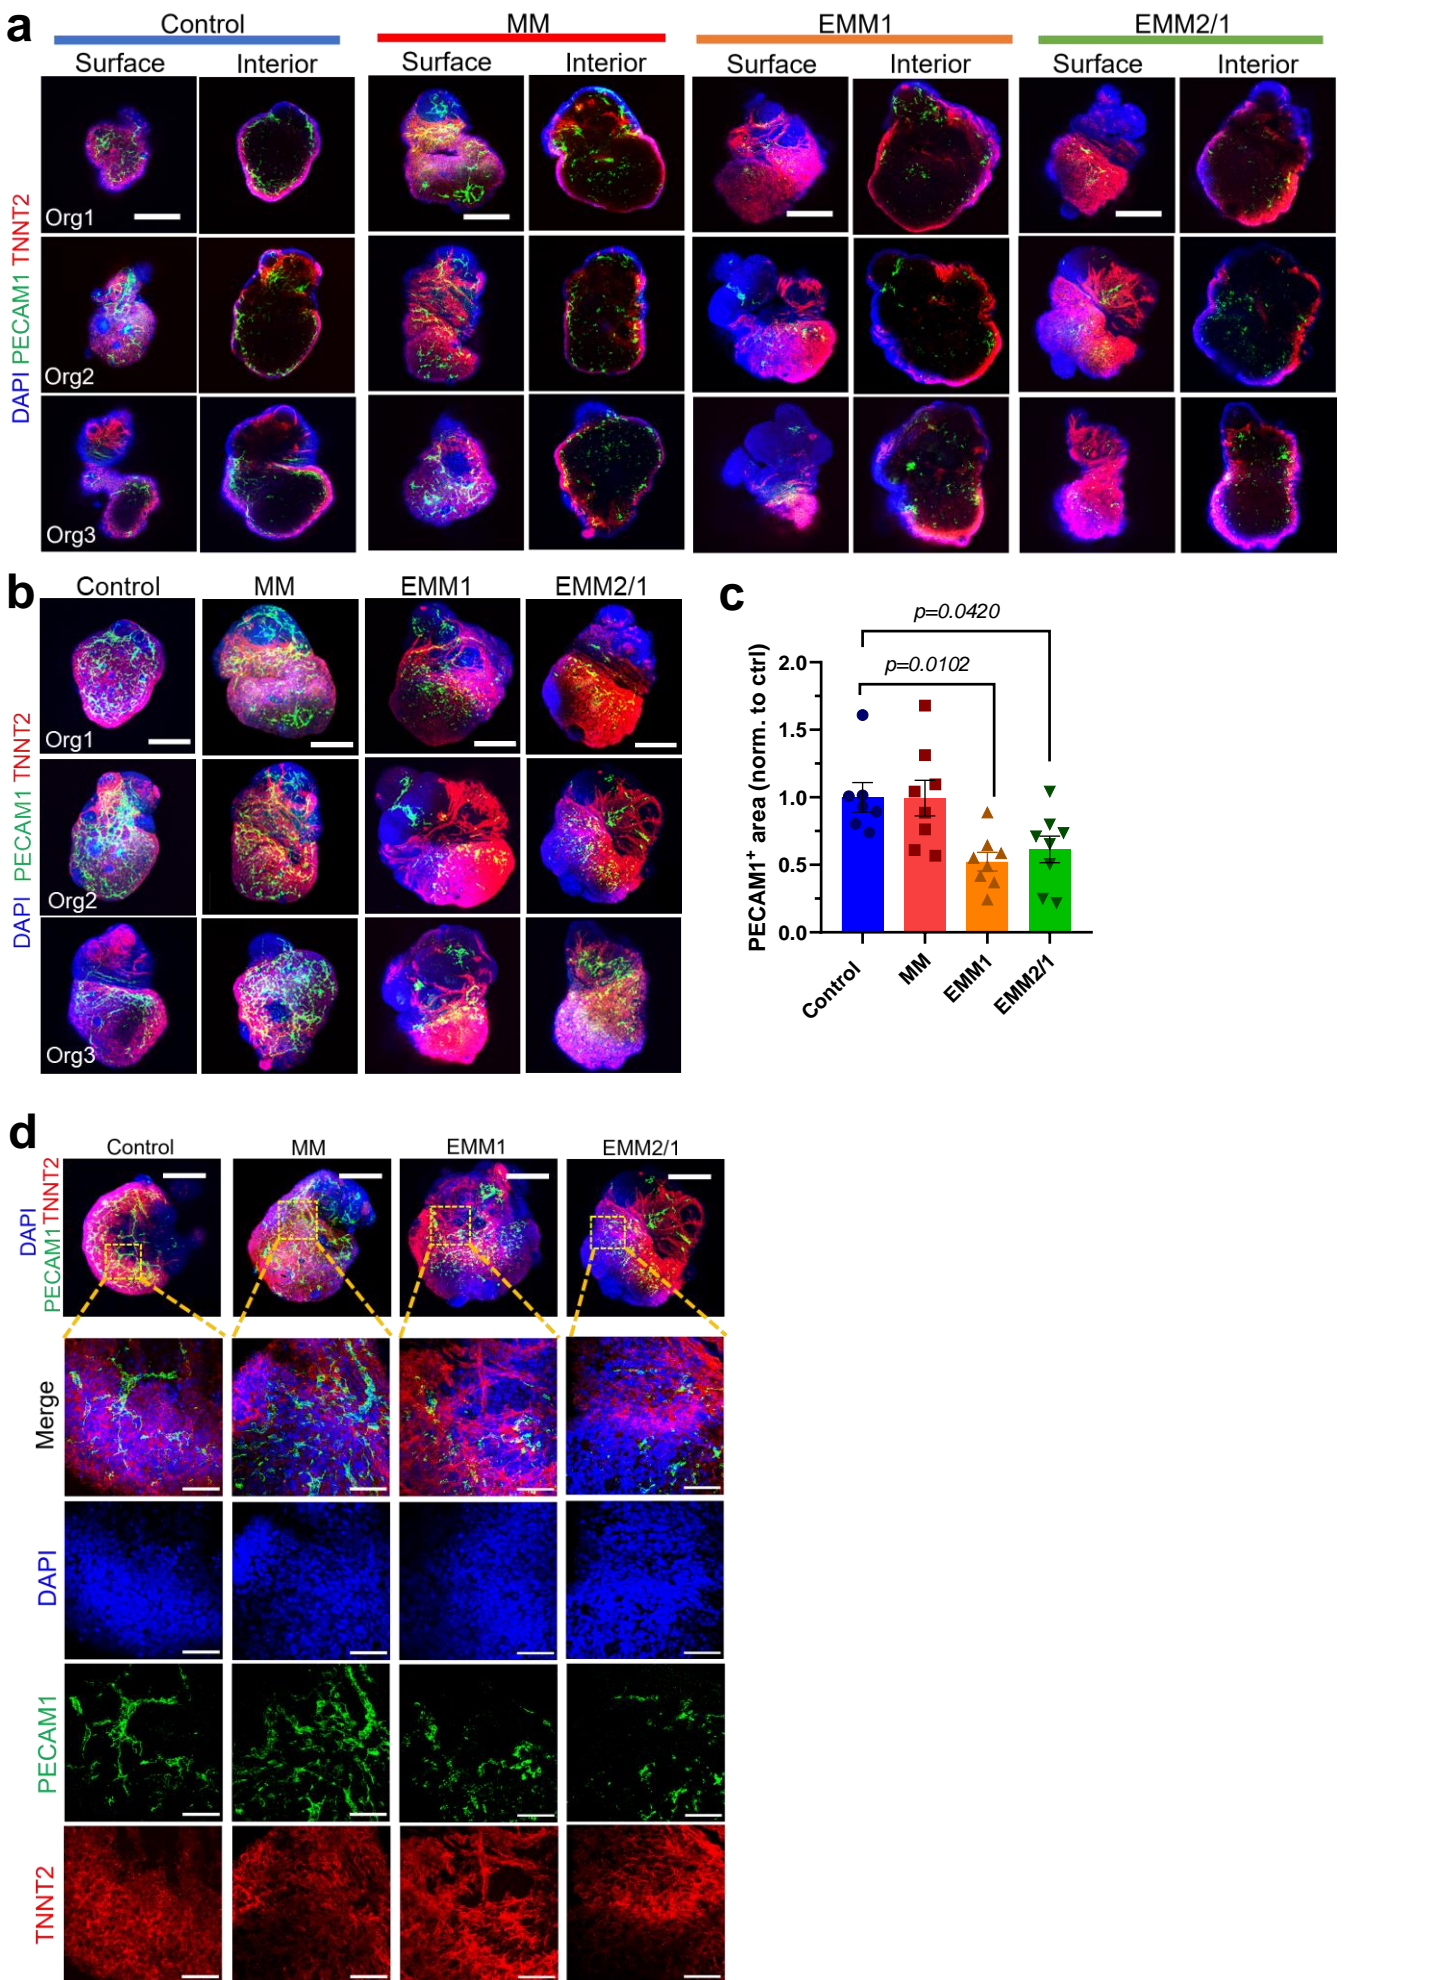 a
Control MM EMM1 EMM2/1
Surface Interior Surface Interior Surface Interior Surface Interior
DAPI PECAM1 TNNT2
Org1
Org2
Org3
b
Control MM EMM1 EMM2/1
DAPI PECAM1 TNNT2
Org1
Org2
Org3
c
p=0.0420
p=0.0102
PECAM1+ area (norm. to ctrl)
2.0
1.5
1.0
0.5
0.0
Control MM EMM1 EMM2/1
d
Control MM EMM1 EMM2/1
DAPI
PECAM1 TNNT2
Merge
DAPI
PECAM1
TNNT2